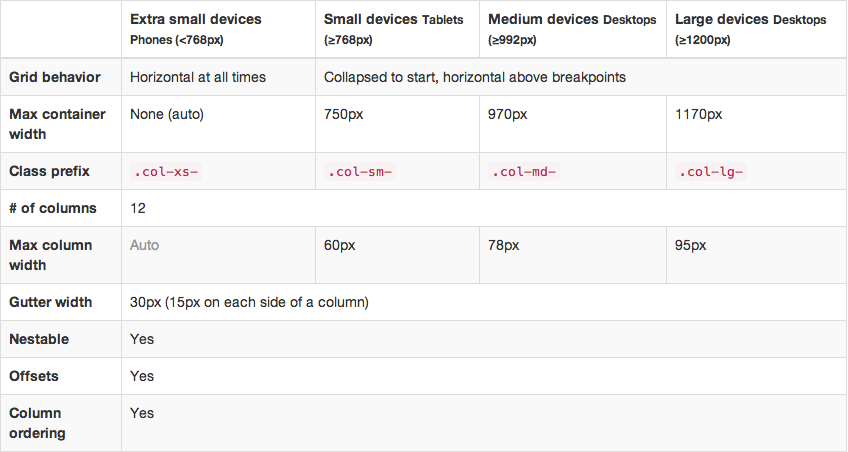 Extra small devices Small devices Tablets Medium devices Desktops Large devices Desktops
Phones (<768px) (≥768px) (≥992px) (≥1200px)
Grid behavior Horizontal at all times Collapsed to start, horizontal above breakpoints
Max container None (auto) 750px 970px 1170px
width
Class prefix .col-xs- .col-sm- .col-md- .col-lg-
# of columns 12
Max column Auto 60px 78px 95px
width
Gutter width 30px (15px on each side of a column)
Nestable Yes
Offsets Yes
Column Yes
ordering